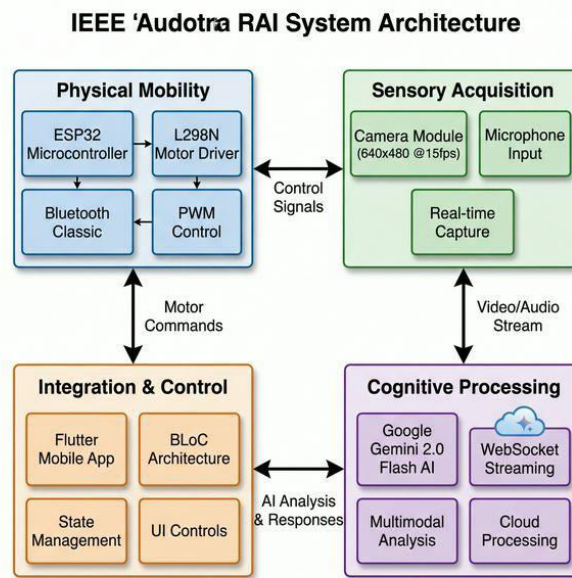 IEEE 'Audotra RAI System Architecture
Physical Mobility
ESP32
Microcontroller
L298N
Motor Driver
Bluetooth
Classic
PWM
Control
Control
Signals
Sensory Acquisition
Camera Module
(640x480 @15fps)
Microphone
Input
Real-time
Capture
Motor
Commands
Video/Audio
Stream
Integration & Control
Flutter
Mobile App
BLoC
Architecture
State
Management
UI Controls
AI Analysis
& Responses
Cognitive Processing
Google
Gemini 2.0
Flash AI
WebSocket
Streaming
Multimodal
Analysis
Cloud
Processing